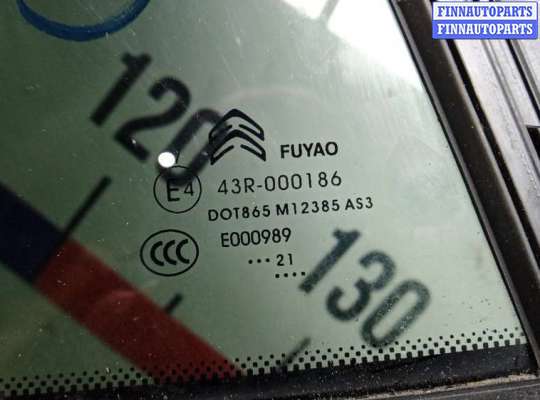 FINNAUTOPARTS
FINNAUTOPARTS
120
FUYAO
E4 43R-000186
DOT865 M12385 AS3
CCC E000989
••• 21
••••
130